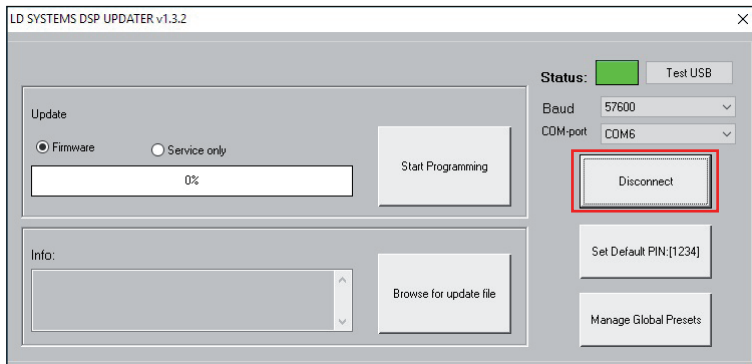 LD SYSTEMS DSP UPDATER v1.3.2
Status:
Test USB
Update
Baud
57600
COM-port
COM6
Firmware
Service only
0%
Start Programming
Disconnect
Info:
Browse for update file
Set Default PIN:[1234]
Manage Global Presets